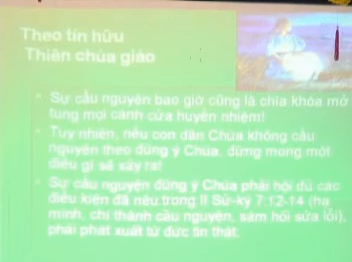 Theo tín hữu
Thiên chúa giáo
Sự cầu nguyện bao giờ cũng là chìa khóa mở
tung mọi cánh cửa huyền nhiệm!
Tuy nhiên, nếu con dân Chúa không cầu
nguyện theo đúng ý Chúa, đừng mong một
điều gì sẽ xảy ra!
Sự cầu nguyện đúng ý Chúa phải hội đủ các
điều kiện đã nêu trong II Sử-ký 7:12-14 (hạ
mình, chí thành cầu nguyện, sám hối sửa lỗi),
phải phát xuất từ đức tin thật.